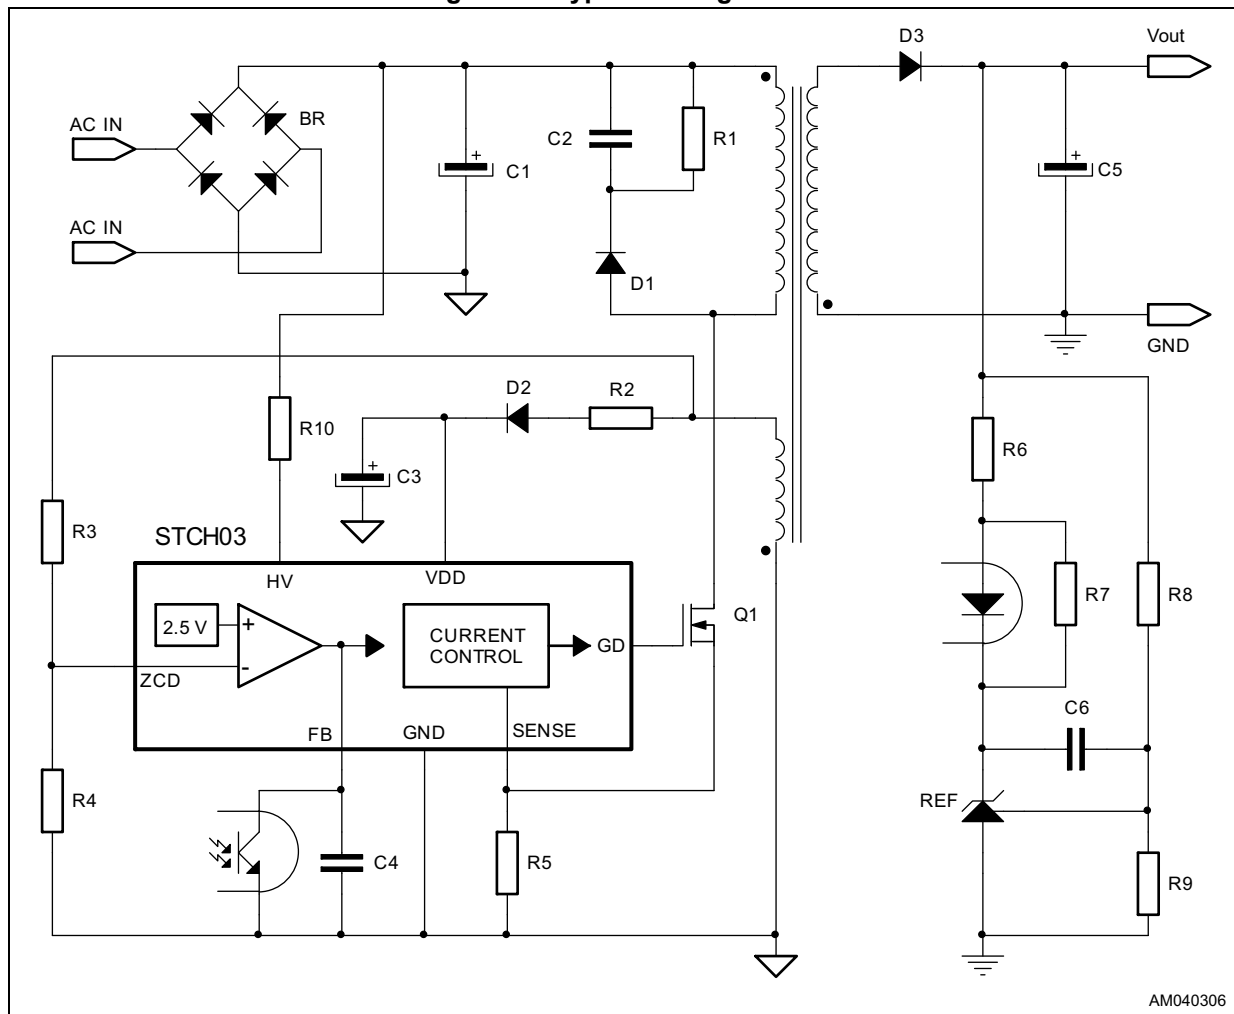 D3
Vout
AC IN
BR
C2
R1
C1
C5
AC IN
D1
GND
D2
R2
R10
R6
C3
R3
STCH03
HV
VDD
R7
R8
2.5 V
+
-
CURRENT
CONTROL
GD
Q1
ZCD
C6
FB
GND
SENSE
R4
REF
C4
R5
R9
AM040306